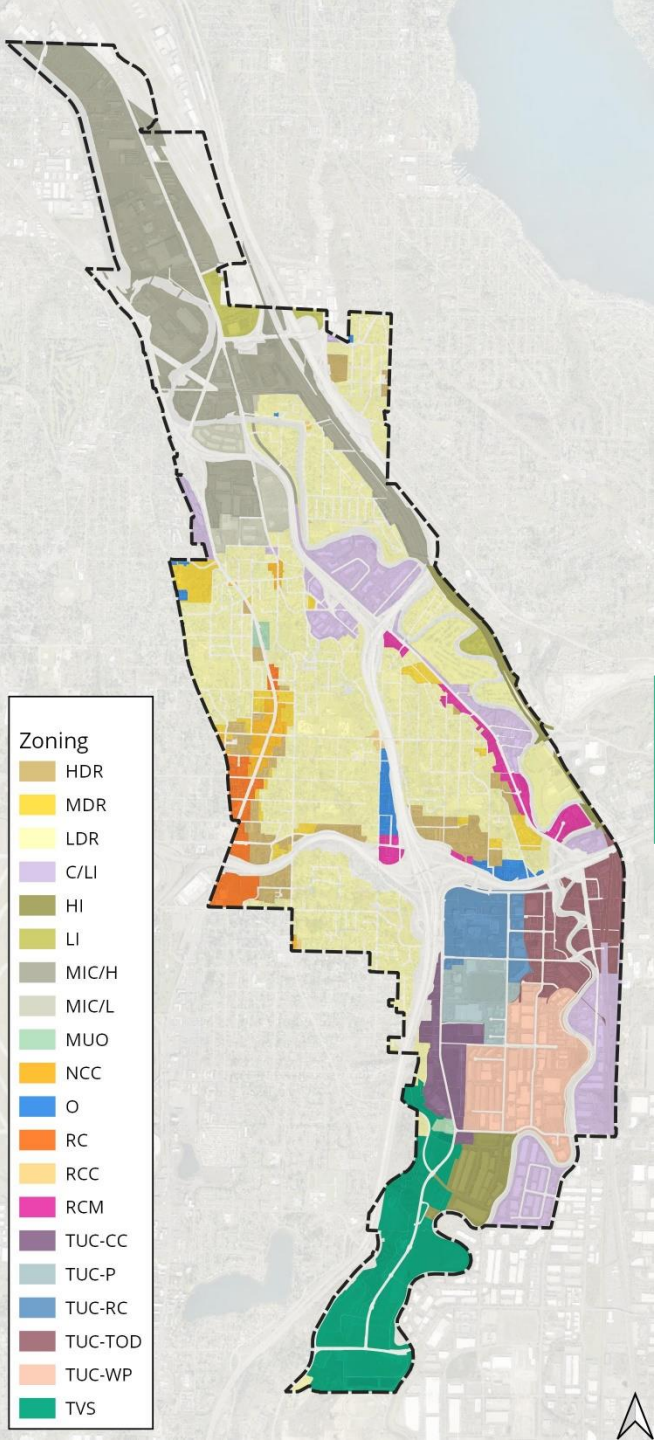 Zoning
HDR
MDR
LDR
C/LI
HI
LI
MIC/H
MIC/L
MUO
NCC
O
RC
RCC
RCM
TUC-CC
TUC-P
TUC-RC
TUC-TOD
TUC-WP
TVS